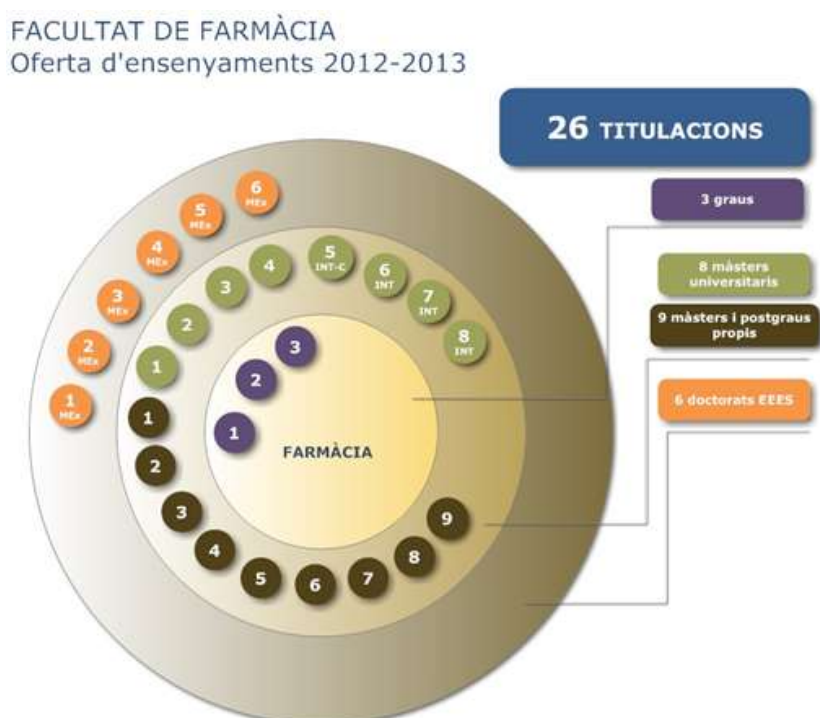 FACULTAT DE FARMÀCIA
Oferta d'ensenyaments 2012-2013
26 TITULACIONS
3 graus
8 màsters
universitaris
9 màsters i postgraus
propis
6 doctorats EEES
6
MEx
5
MEx
4
MEx
3
MEx
2
MEx
1
MEx
1
2
3
4
5
INT-C
6
INT
7
INT
8
INT
3
2
1
FARMÀCIA
1
2
3
4
5
6
7
8
9